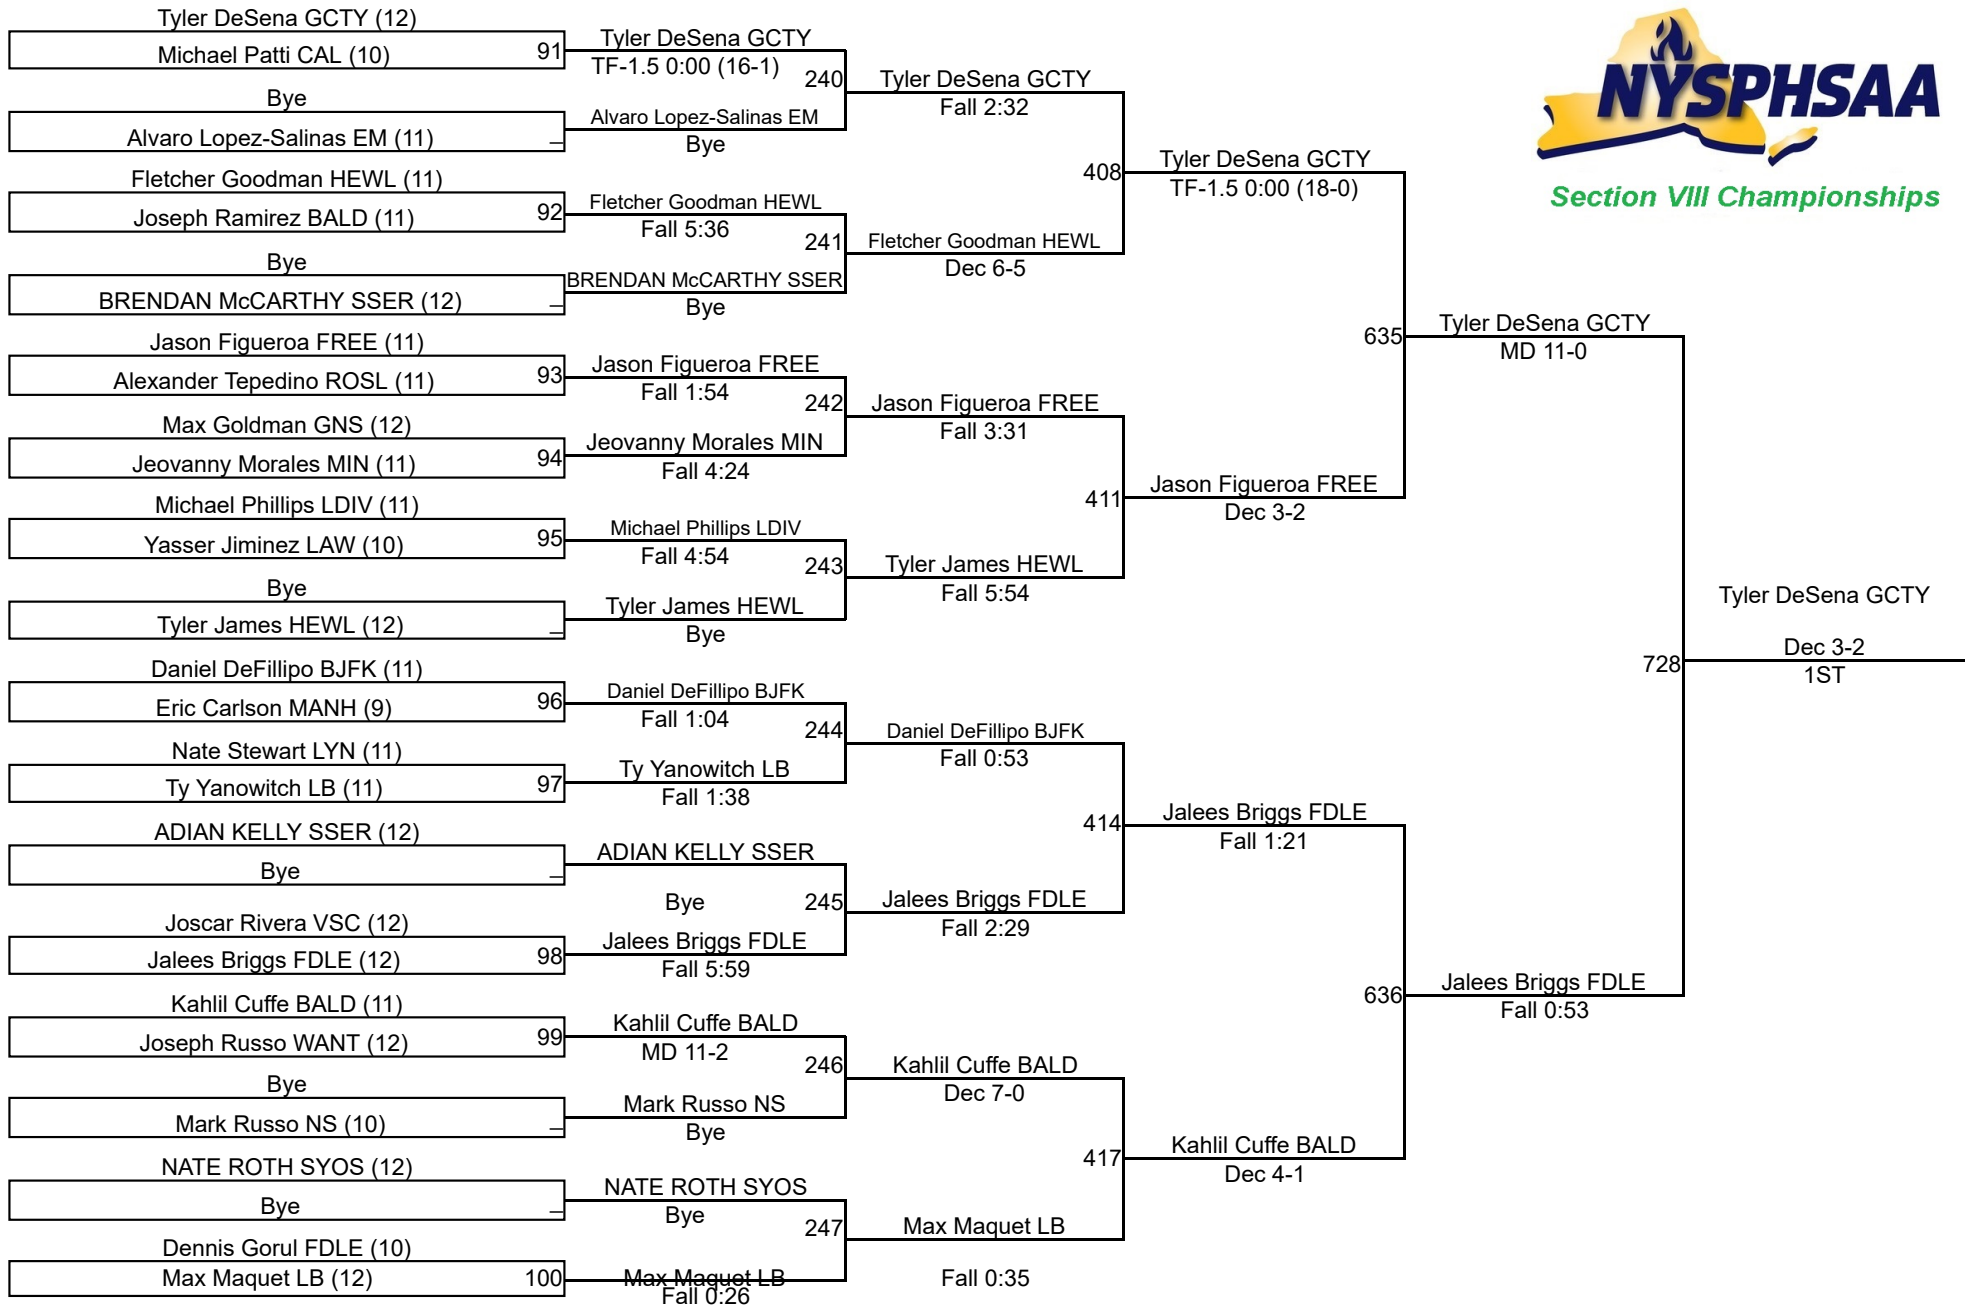 NYSPHSAA
Section VIII Championships
Tyler DeSena GCTY (12)
Michael Patti CAL (10)
91
Bye
Alvaro Lopez-Salinas EM (11)
_
Fletcher Goodman HEWL (11)
Joseph Ramirez BALD (11)
92
Bye
BRENDAN McCARTHY SSER (12)
_
Jason Figueroa FREE (11)
Alexander Tepedino ROSL (11)
93
Max Goldman GNS (12)
Jeovanny Morales MIN (11)
94
Michael Phillips LDIV (11)
Yasser Jiminez LAW (10)
95
Bye
Tyler James HEWL (12)
_
Daniel DeFillipo BJFK (11)
Eric Carlson MANH (9)
96
Nate Stewart LYN (11)
Ty Yanowitch LB (11)
97
ADIAN KELLY SSER (12)
Bye
_
Joscar Rivera VSC (12)
Jalees Briggs FDLE (12)
98
Kahlil Cuffe BALD (11)
Joseph Russo WANT (12)
99
Bye
Mark Russo NS (10)
_
NATE ROTH SYOS (12)
Bye
_
Dennis Gorul FDLE (10)
Max Maquet LB (12)
100
Tyler DeSena GCTY
TF-1.5 0:00 (16-1)
240
Alvaro Lopez-Salinas EM
Bye
Fletcher Goodman HEWL
Fall 5:36
241
BRENDAN McCARTHY SSER
Bye
Jason Figueroa FREE
Fall 1:54
242
Jeovanny Morales MIN
Fall 4:24
Michael Phillips LDIV
Fall 4:54
243
Tyler James HEWL
Bye
Daniel DeFillipo BJFK
Fall 1:04
244
Ty Yanowitch LB
Fall 1:38
ADIAN KELLY SSER
Bye
245
Jalees Briggs FDLE
Fall 5:59
Kahlil Cuffe BALD
MD 11-2
246
Mark Russo NS
Bye
NATE ROTH SYOS
Bye
247
Max Maquet LB
Fall 0:26
Tyler DeSena GCTY
Fall 2:32
408
Fletcher Goodman HEWL
Dec 6-5
Jason Figueroa FREE
Fall 3:31
411
Tyler James HEWL
Fall 5:54
Daniel DeFillipo BJFK
Fall 0:53
414
Jalees Briggs FDLE
Fall 2:29
Kahlil Cuffe BALD
Dec 7-0
417
Max Maquet LB
Fall 0:35
Tyler DeSena GCTY
TF-1.5 0:00 (18-0)
635
Jason Figueroa FREE
Dec 3-2
Jalees Briggs FDLE
Fall 1:21
636
Kahlil Cuffe BALD
Dec 4-1
Tyler DeSena GCTY
MD 11-0
728
Jalees Briggs FDLE
Fall 0:53
Tyler DeSena GCTY
Dec 3-2
1ST